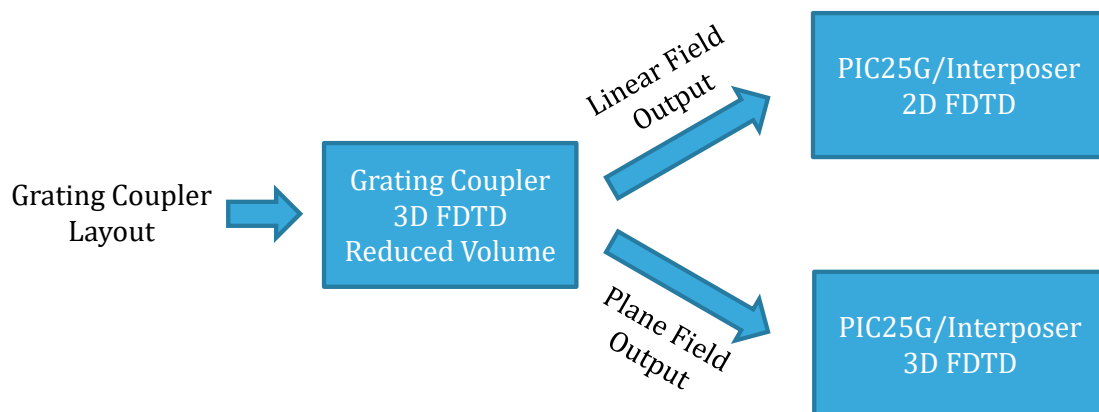 Grating Coupler
Layout
Grating Coupler
3D FDTD
Reduced Volume
Linear Field
Output
PIC25G/Interposer
2D FDTD
Plane Field
Output
PIC25G/Interposer
3D FDTD